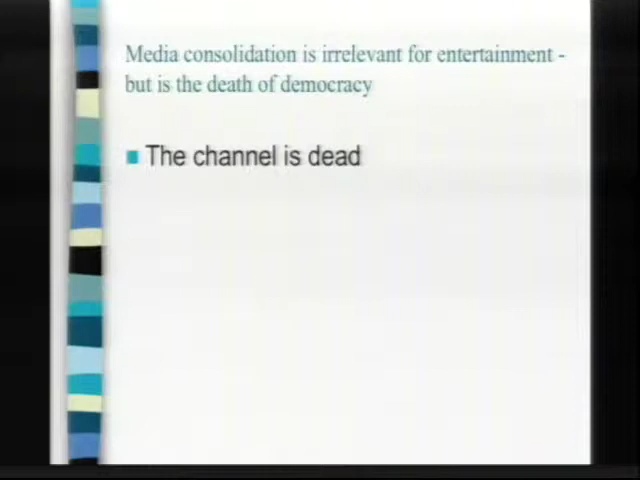 Media consolidation is irrelevant for entertainment -
but is the death of democracy
The channel is dead